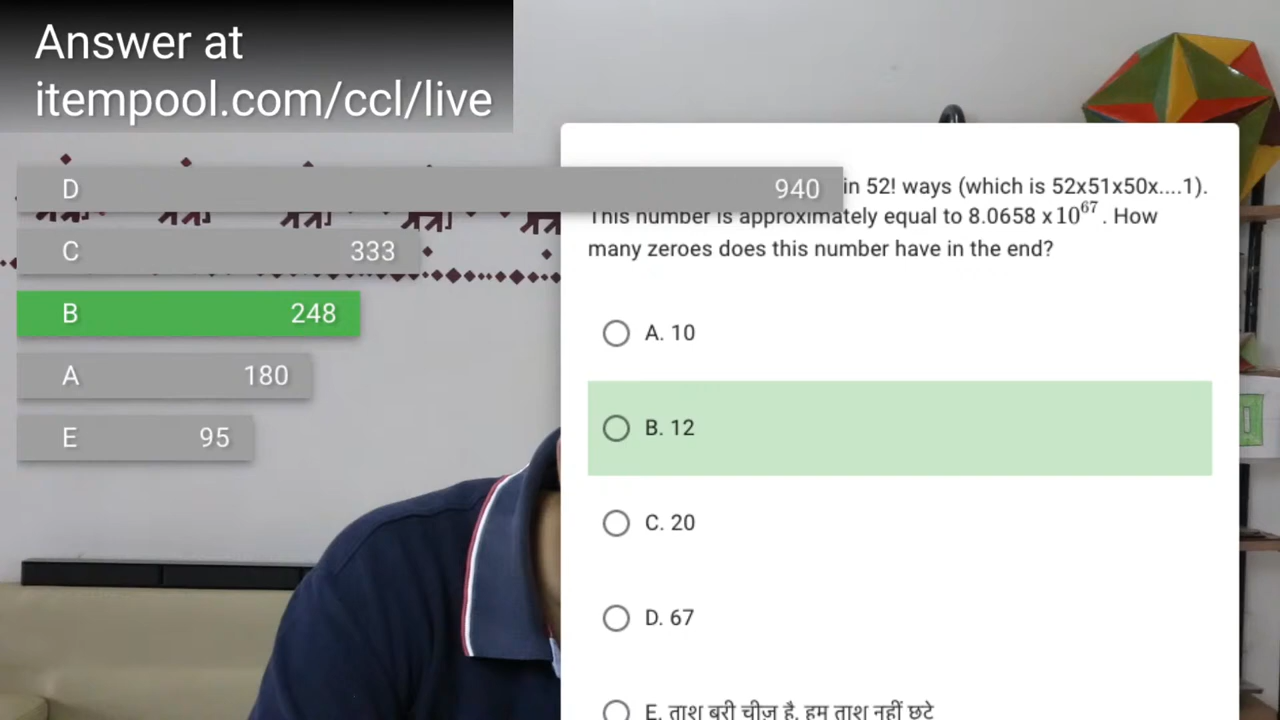 Answer at
itempool.com/ccl/live
D 940
C 333
B 248
A 180
E 95
in 52! ways (which is 52x51x50x....1).
This number is approximately equal to 8.0658 x 10^67 . How
many zeroes does this number have in the end?
A. 10
B. 12
C. 20
D. 67
E. ताश बुरी चीज़ है, हम ताश नहीं छूते